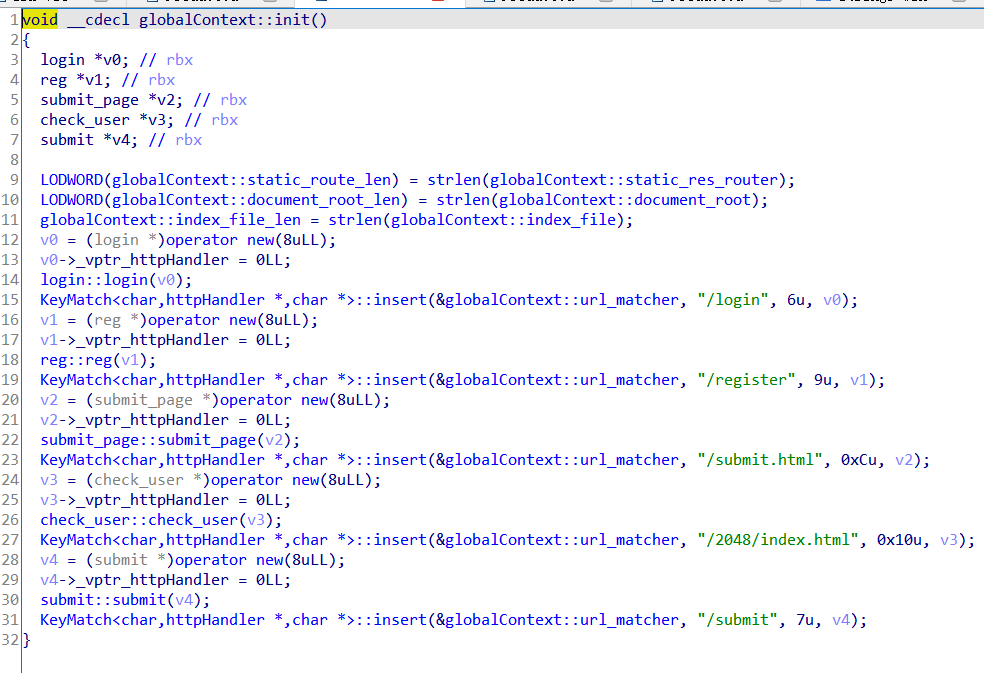 1 void __cdecl globalContext::init()
2 {
3 login *v0; // rbx
4 reg *v1; // rbx
5 submit_page *v2; // rbx
6 check_user *v3; // rbx
7 submit *v4; // rbx
8
9 LODWORD(globalContext::static_route_len) = strlen(globalContext::static_res_router);
10 LODWORD(globalContext::document_root_len) = strlen(globalContext::document_root);
11 globalContext::index_file_len = strlen(globalContext::index_file);
12 v0 = (login *)operator new(8uLL);
13 v0->_vptr_httpHandler = 0LL;
14 login::login(v0);
15 KeyMatch<char,httpHandler *,char *>::insert(&globalContext::url_matcher, "/login", 6u, v0);
16 v1 = (reg *)operator new(8uLL);
17 v1->_vptr_httpHandler = 0LL;
18 reg::reg(v1);
19 KeyMatch<char,httpHandler *,char *>::insert(&globalContext::url_matcher, "/register", 9u, v1);
20 v2 = (submit_page *)operator new(8uLL);
21 v2->_vptr_httpHandler = 0LL;
22 submit_page::submit_page(v2);
23 KeyMatch<char,httpHandler *,char *>::insert(&globalContext::url_matcher, "/submit.html", 0xCu, v2);
24 v3 = (check_user *)operator new(8uLL);
25 v3->_vptr_httpHandler = 0LL;
26 check_user::check_user(v3);
27 KeyMatch<char,httpHandler *,char *>::insert(&globalContext::url_matcher, "/2048/index.html", 0x10u, v3);
28 v4 = (submit *)operator new(8uLL);
29 v4->_vptr_httpHandler = 0LL;
30 submit::submit(v4);
31 KeyMatch<char,httpHandler *,char *>::insert(&globalContext::url_matcher, "/submit", 7u, v4);
32 }